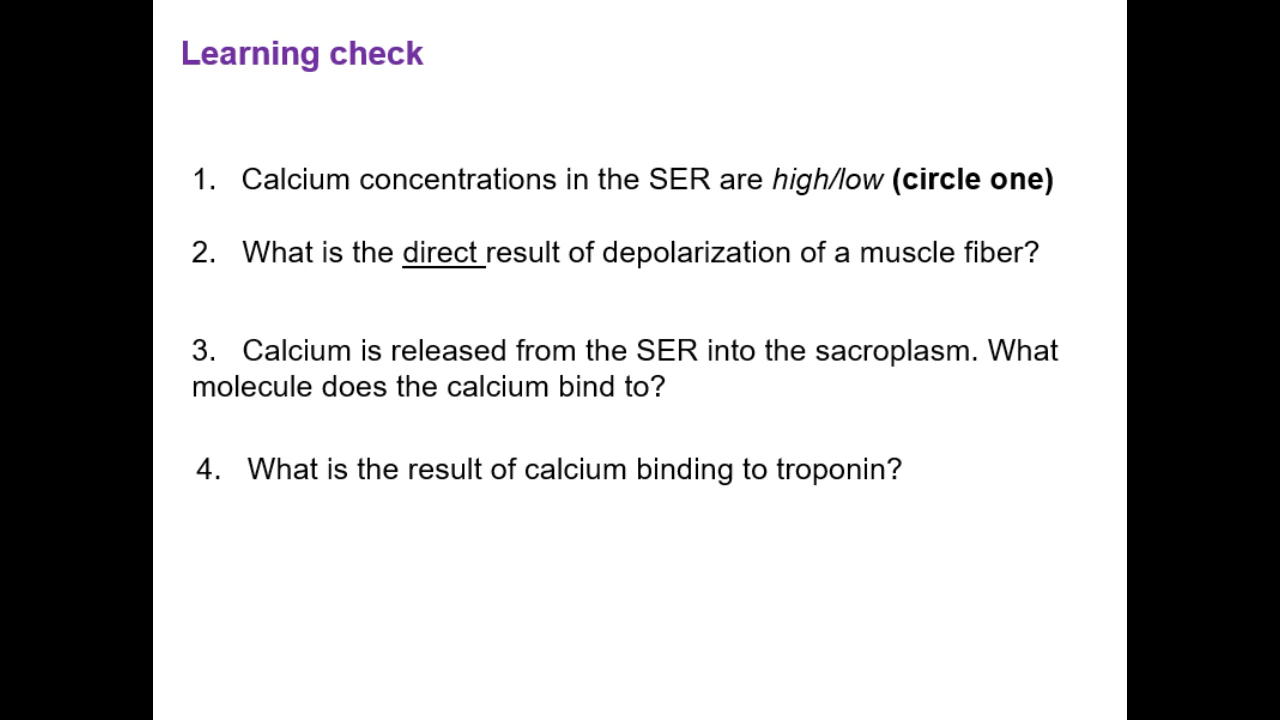 Learning check
1. Calcium concentrations in the SER are high/low (circle one)
2. What is the direct result of depolarization of a muscle fiber?
3. Calcium is released from the SER into the sacroplasm. What
molecule does the calcium bind to?
4. What is the result of calcium binding to troponin?